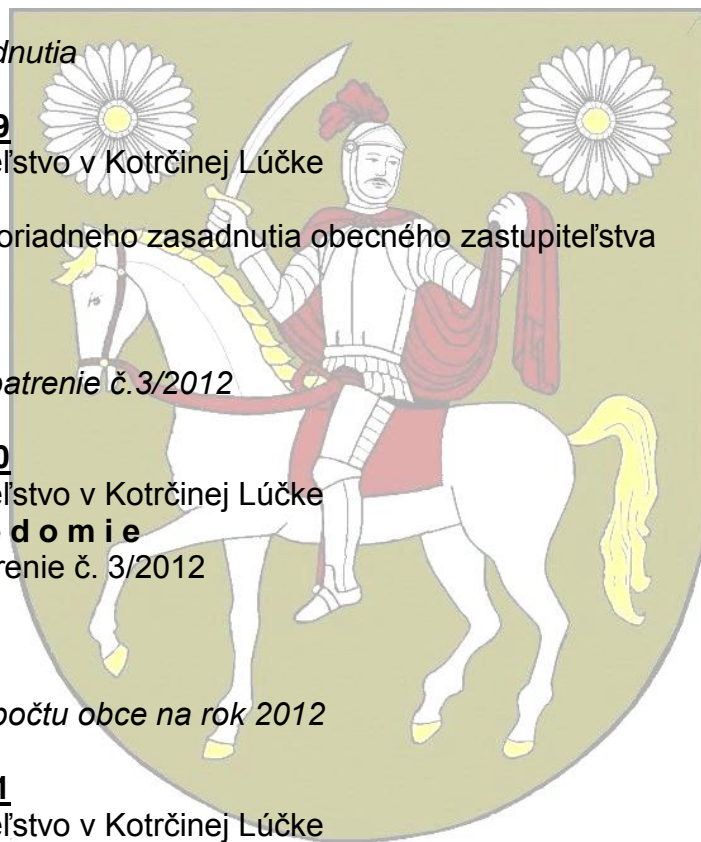 dnutia
9
eľstvo v Kotrčinej Lúčke
oriadneho zasadnutia obecného zastupiteľstva
patrenie č.3/2012
0
eľstvo v Kotrčinej Lúčke
d o m i e
renie č. 3/2012
počtu obce na rok 2012
1
eľstvo v Kotrčinej Lúčke